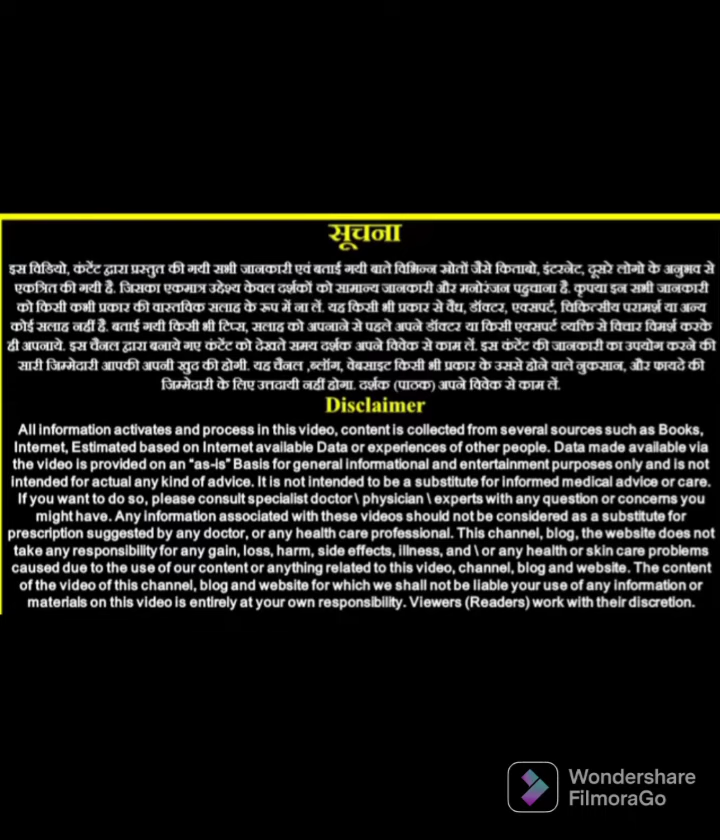 सूचना
इस विडियो, कंटेंट द्वारा प्रस्तुत की गयी सभी जानकारी एवं बताई गयी बाते विभिन्न स्रोतों जैसे किताबो, इंटरनेट, दूसरे लोगो के अनुभव से
एकत्रित की गयी है. जिसका एकमात्र उद्देश्य केवल दर्शकों को सामान्य जानकारी और मनोरंजन पहुचाना है. कृपया इन सभी जानकारी
को किसी कभी प्रकार की वास्तविक सलाह के रूप में ना लें. यह किसी भी प्रकार से वैध, डॉक्टर, एक्सपर्ट, चिकित्सीय परामर्श या अन्य
कोई सलाह नहीं है. बताई गयी किसी भी टिप्स, सलाह को अपनाने से पहले अपने डॉक्टर या किसी एक्सपर्ट व्यक्ति से विचार विमर्श करके
ही अपनाये. इस चैनल द्वारा बनाये गए कंटेंट को देखते समय दर्शक अपने विवेक से काम लें. इस कंटेंट की जानकारी का उपयोग करने की
सारी जिम्मेदारी आपकी अपनी खुद की होगी. यह चैनल ,ब्लॉग, वेबसाइट किसी भी प्रकार के उससे होने वाले नुकसान, और फायदे की
जिम्मेदारी के लिए उत्तदायी नहीं होगा. दर्शक (पाठक) अपने विवेक से काम लें.
Disclaimer
All information activates and process in this video, content is collected from several sources such as Books,
Internet, Estimated based on Internet available Data or experiences of other people. Data made available via
the video is provided on an "as-is" Basis for general informational and entertainment purposes only and is not
intended for actual any kind of advice. It is not intended to be a substitute for informed medical advice or care.
If you want to do so, please consult specialist doctor \ physician \ experts with any question or concerns you
might have. Any information associated with these videos should not be considered as a substitute for
prescription suggested by any doctor, or any health care professional. This channel, blog, the website does not
take any responsibility for any gain, loss, harm, side effects, illness, and \ or any health or skin care problems
caused due to the use of our content or anything related to this video, channel, blog and website. The content
of the video of this channel, blog and website for which we shall not be liable your use of any information or
materials on this video is entirely at your own responsibility. Viewers (Readers) work with their discretion.
Wondershare
FilmoraGo